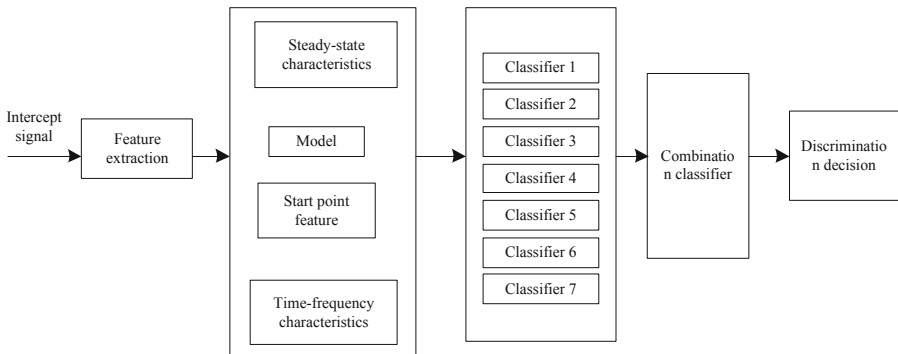 Intercept
signal
Feature
extraction
Steady-state
characteristics
Model
Start point
feature
Time-frequency
characteristics
Classifier 1
Classifier 2
Classifier 3
Classifier 4
Classifier 5
Classifier 6
Classifier 7
Combinatio
n classifier
Discriminatio
n decision